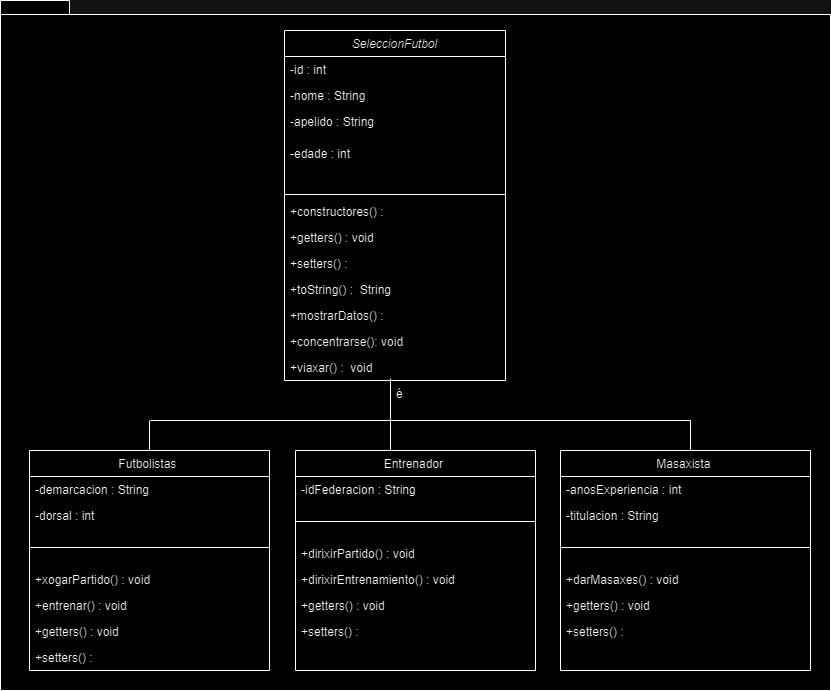 SeleccionFutbol
-id : int
-nome : String
-apelido : String
-edade : int
+constructores() :
+getters() : void
+setters() :
+toString() :  String
+mostrarDatos() :
+concentrarse(): void
+viaxar() :  void
é
Futbolistas
-demarcacion : String
-dorsal : int
+xogarPartido() : void
+entrenar() : void
+getters() : void
+setters() :
Entrenador
-idFederacion : String
+dirixirPartido() : void
+dirixirEntrenamiento() : void
+getters() : void
+setters() :
Masaxista
-anosExperiencia : int
-titulacion : String
+darMasaxes() : void
+getters() : void
+setters() :